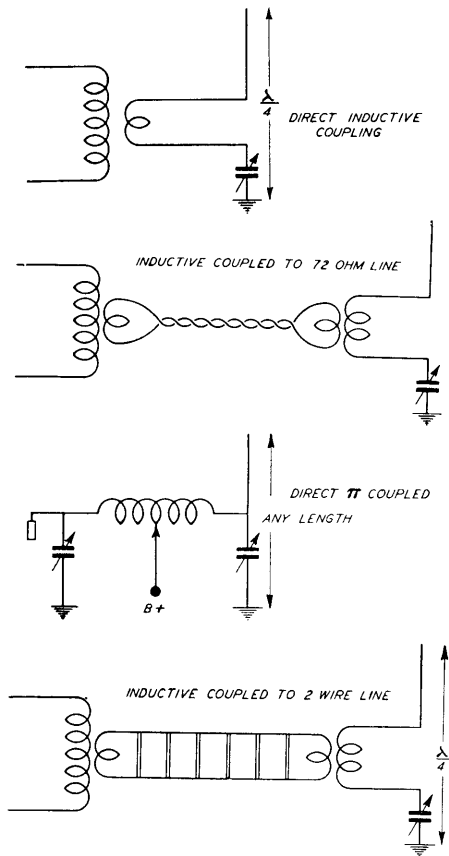 λ
4
DIRECT INDUCTIVE
COUPLING
INDUCTIVE COUPLED TO 72 OHM LINE
DIRECT π COUPLED
ANY LENGTH
B+
INDUCTIVE COUPLED TO 2 WIRE LINE
λ
4